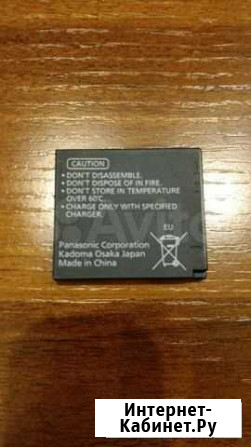 CAUTION
• DON'T DISASSEMBLE.
• DON'T DISPOSE OF IN FIRE.
• DON'T STORE IN TEMPERATURE
OVER 60℃.
• CHARGE ONLY WITH SPECIFIED
CHARGER.
EU
Panasonic Corporation
Kadoma Osaka Japan
Made in China
Avito
Интернет-
Кабинет.Ру